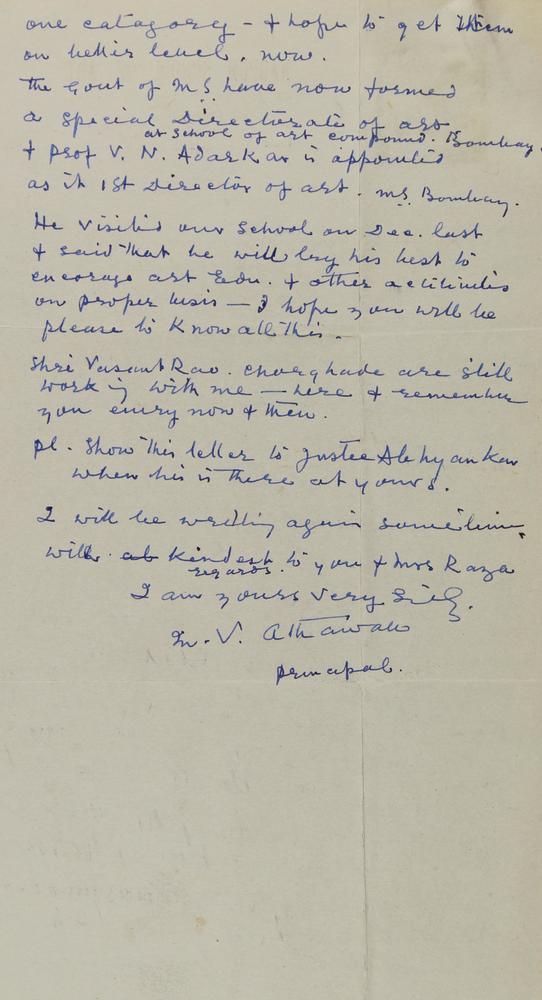 one catagorey - + hope to get them
on better level, now.
The Govt of M S have now formed
a special Directorate of art
at School of art compound. Bombay.
+ Prof V. N. Adarkar is appointed
as it 1st Director of art. M.S. Bombay.
He visited our school on Dec. last
+ said that he will try his best to
encorage art Edu. + other activities
on proper basis — I hope you will be
please to know all this.
Shri Vasant Rao. Chorghade are still
working with me — here + remember
you every now + then.
Pl. show this letter to Justee
when he is there at yours.
I will be writing again sometime,
with kindest regards. to you + Mrs Raza
I am yours very
M. V. Athawale
Principal.